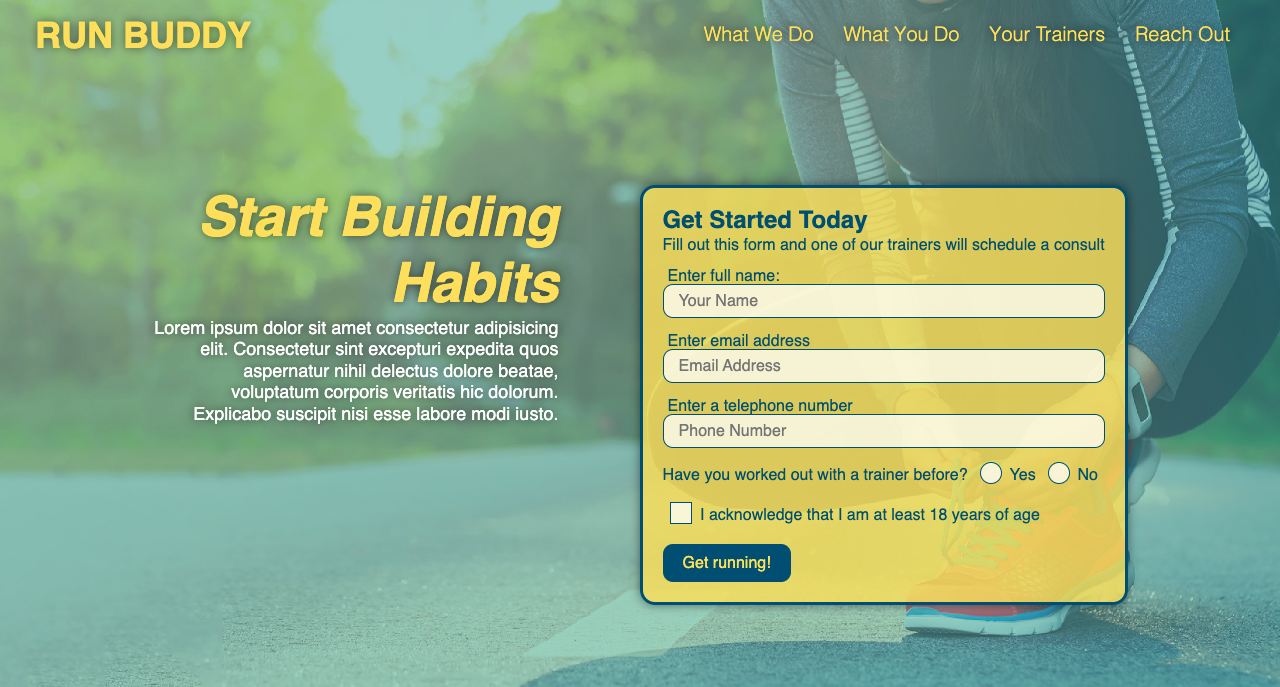 RUN BUDDY
What We Do
What You Do
Your Trainers
Reach Out
Start Building
Habits
Lorem ipsum dolor sit amet consectetur adipisicing
elit. Consectetur sint excepturi expedita quos
aspernatur nihil delectus dolore beatae,
voluptatum corporis veritatis hic dolorum.
Explicabo suscipit nisi esse labore modi iusto.
Get Started Today
Fill out this form and one of our trainers will schedule a consult
Enter full name:
Your Name
Enter email address
Email Address
Enter a telephone number
Phone Number
Have you worked out with a trainer before? Yes No
I acknowledge that I am at least 18 years of age
Get running!